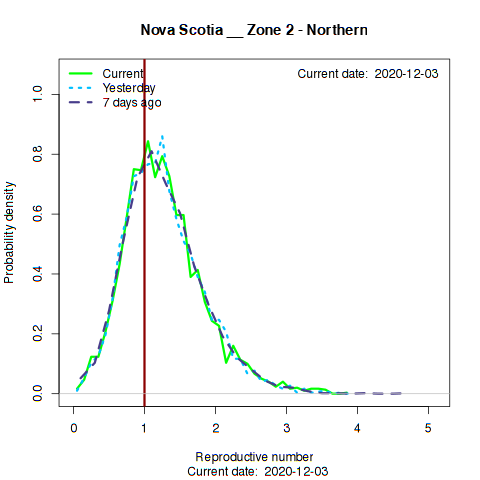 Nova Scotia __ Zone 2 - Northern
Current
Current date:  2020-12-03
Yesterday
7 days ago
Probability density
1.0
0.8
0.6
0.4
0.2
0.0
0 1 2 3 4 5
Reproductive number
Current date:  2020-12-03